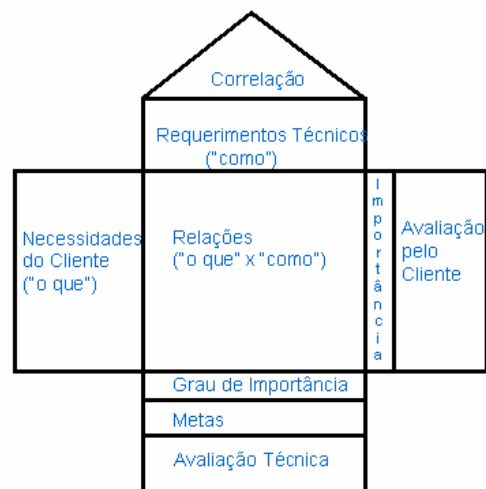 Correlação
Requerimentos Técnicos
("como")
Necessidades
do Cliente
("o que")
Relações
("o que" x "como")
Importância
Avaliação
pelo
Cliente
Grau de Importância
Metas
Avaliação Técnica